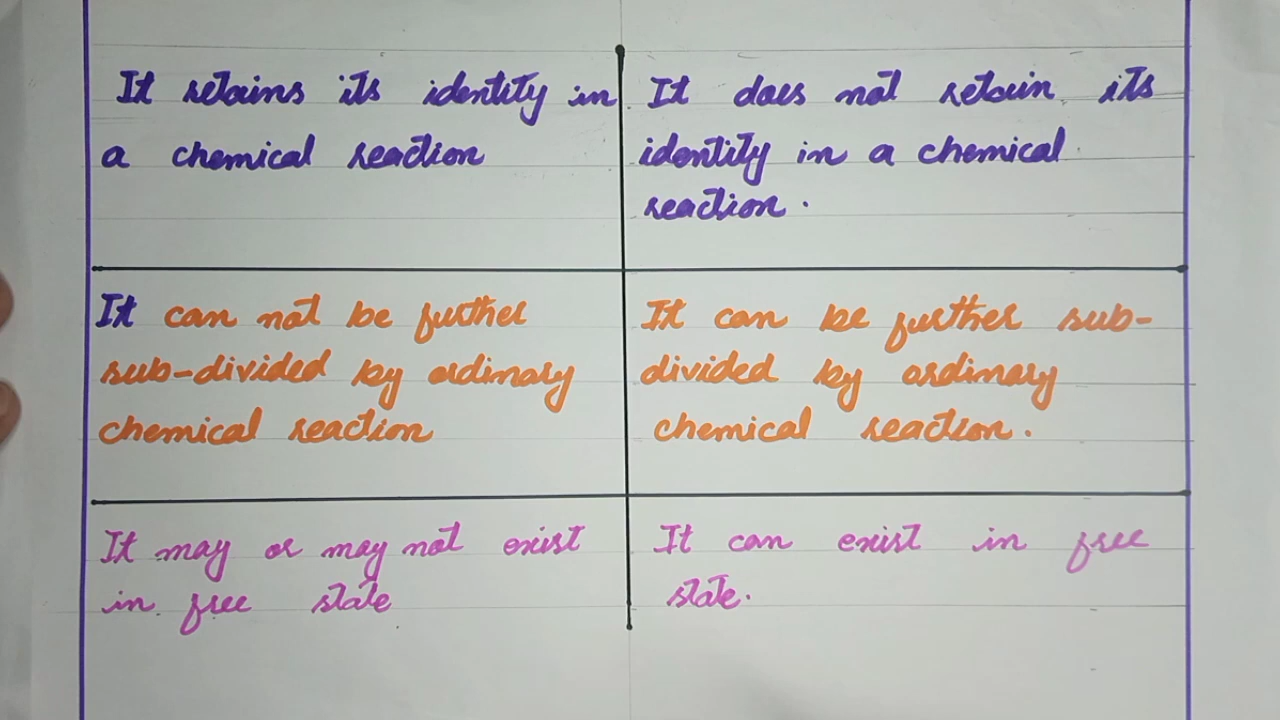 It retains its identity in
a chemical reaction
It does not retain its
identity in a chemical
reaction.
It can not be further
sub-divided by ordinary
chemical reaction
It can be further sub-
divided by ordinary
chemical reaction.
It may or may not exist
in free state
It can exist in free
state.